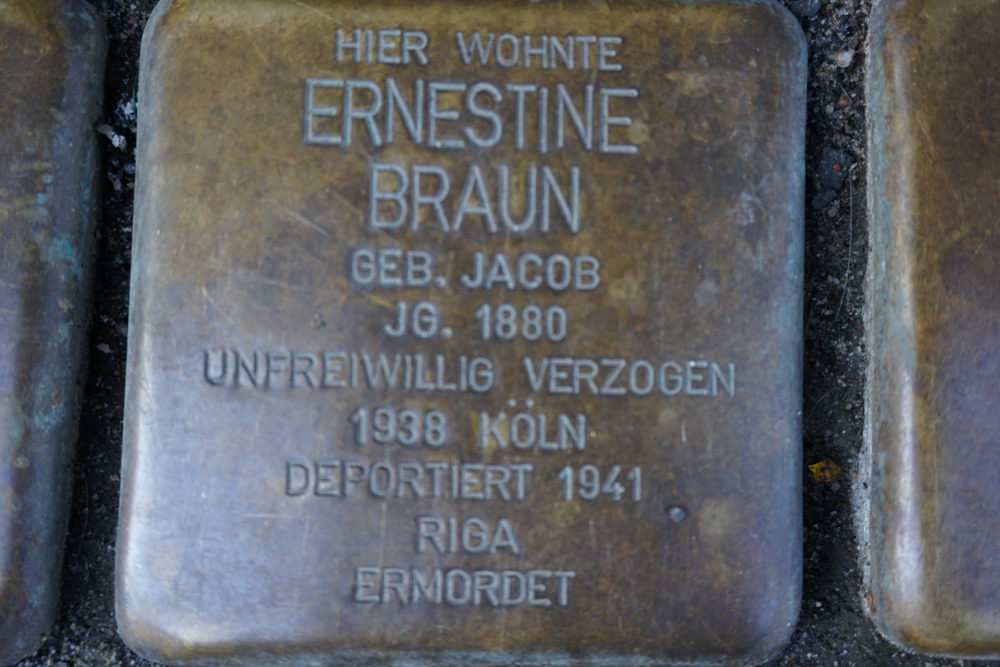 HIER WOHNTE
ERNESTINE
BRAUN
GEB. JACOB
JG. 1880
UNFREIWILLIG VERZOGEN
1938 KÖLN
DEPORTIERT 1941
RIGA
ERMORDET